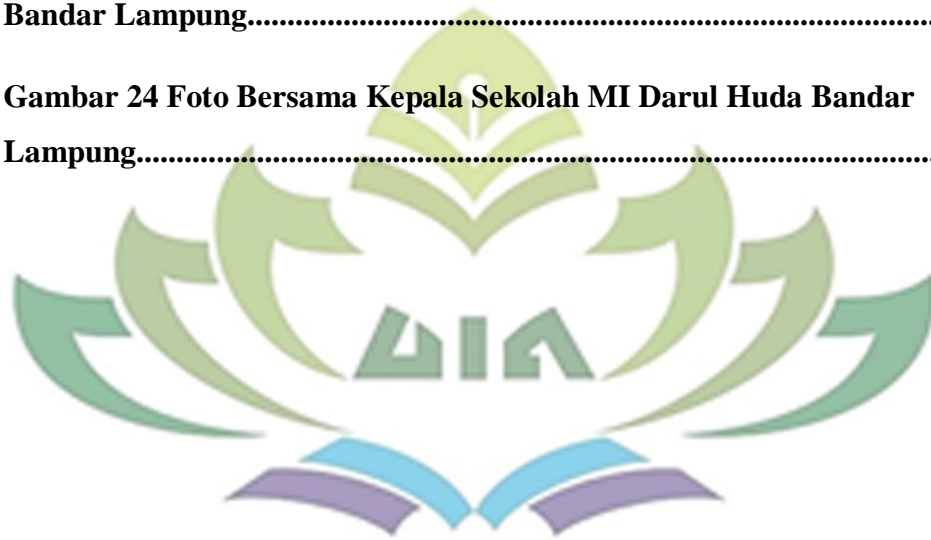 Bandar Lampung......................................................................................
Gambar 24 Foto Bersama Kepala Sekolah MI Darul Huda Bandar
Lampung....................................................................................................
UIN